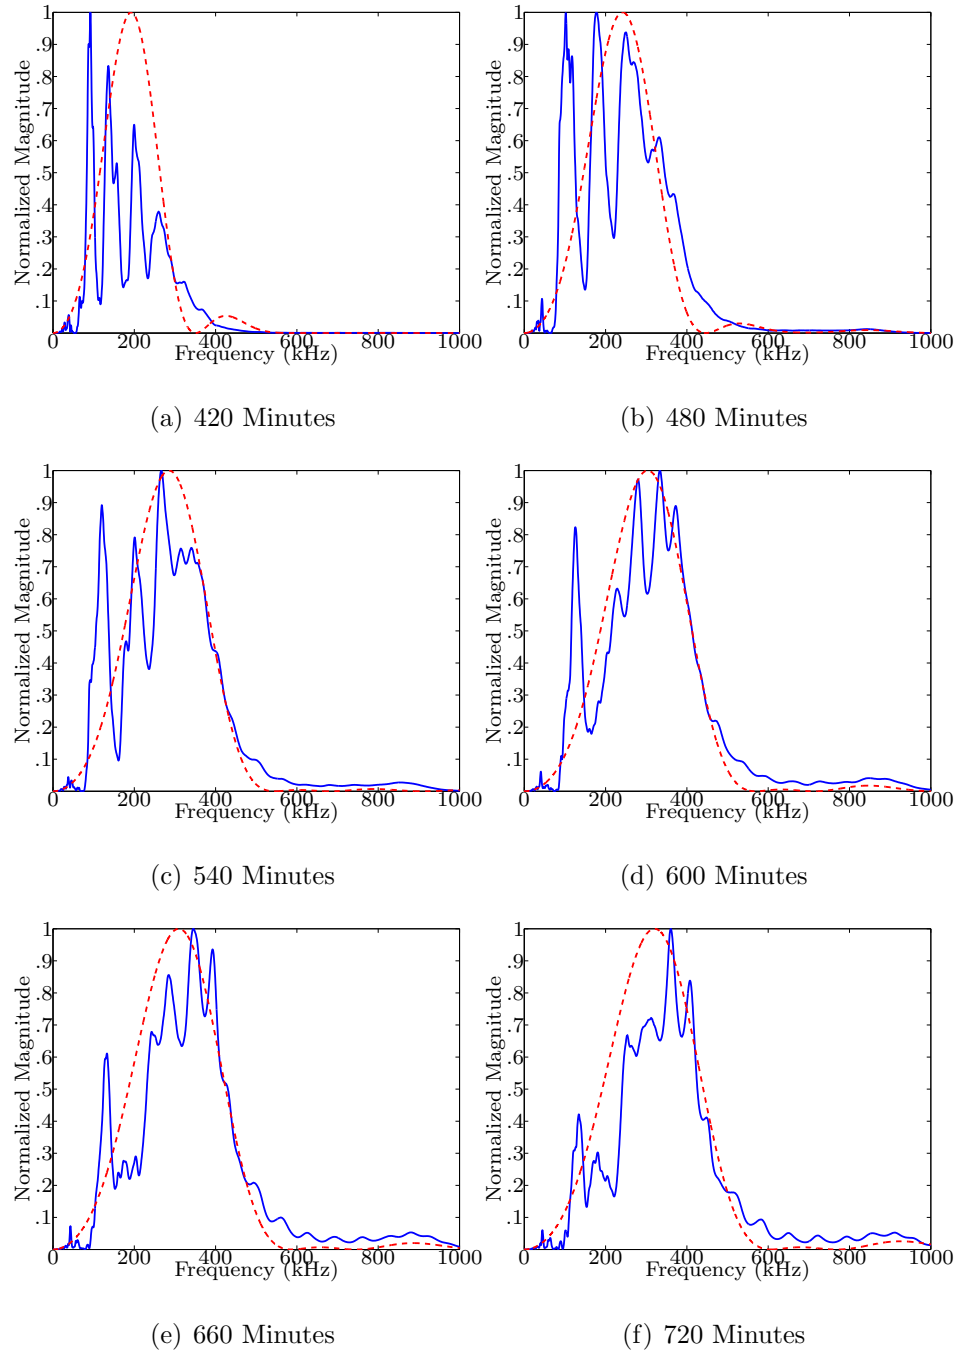 1
.9
.8
.7
.6
.5
.4
.3
.2
.1
Normalized Magnitude
0 200 400 600 800 1000
Frequency (kHz)
(a) 420 Minutes
1
.9
.8
.7
.6
.5
.4
.3
.2
.1
Normalized Magnitude
0 200 400 600 800 1000
Frequency (kHz)
(b) 480 Minutes
1
.9
.8
.7
.6
.5
.4
.3
.2
.1
Normalized Magnitude
0 200 400 600 800 1000
Frequency (kHz)
(c) 540 Minutes
1
.9
.8
.7
.6
.5
.4
.3
.2
.1
Normalized Magnitude
0 200 400 600 800 1000
Frequency (kHz)
(d) 600 Minutes
1
.9
.8
.7
.6
.5
.4
.3
.2
.1
Normalized Magnitude
0 200 400 600 800 1000
Frequency (kHz)
(e) 660 Minutes
1
.9
.8
.7
.6
.5
.4
.3
.2
.1
Normalized Magnitude
0 200 400 600 800 1000
Frequency (kHz)
(f) 720 Minutes